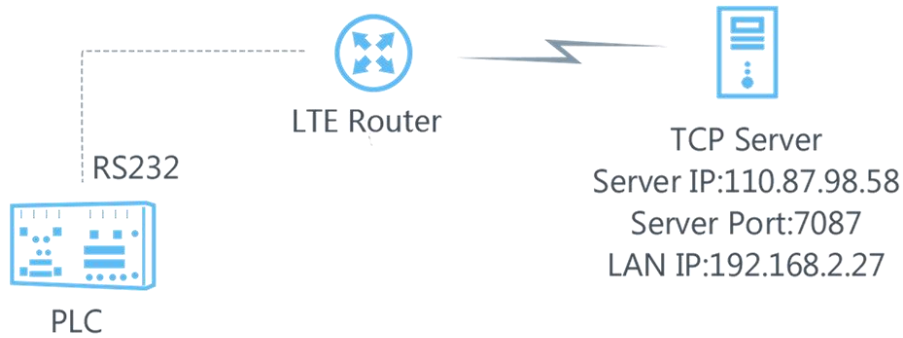 LTE Router
RS232
PLC
TCP Server
Server IP:110.87.98.58
Server Port:7087
LAN IP:192.168.2.27